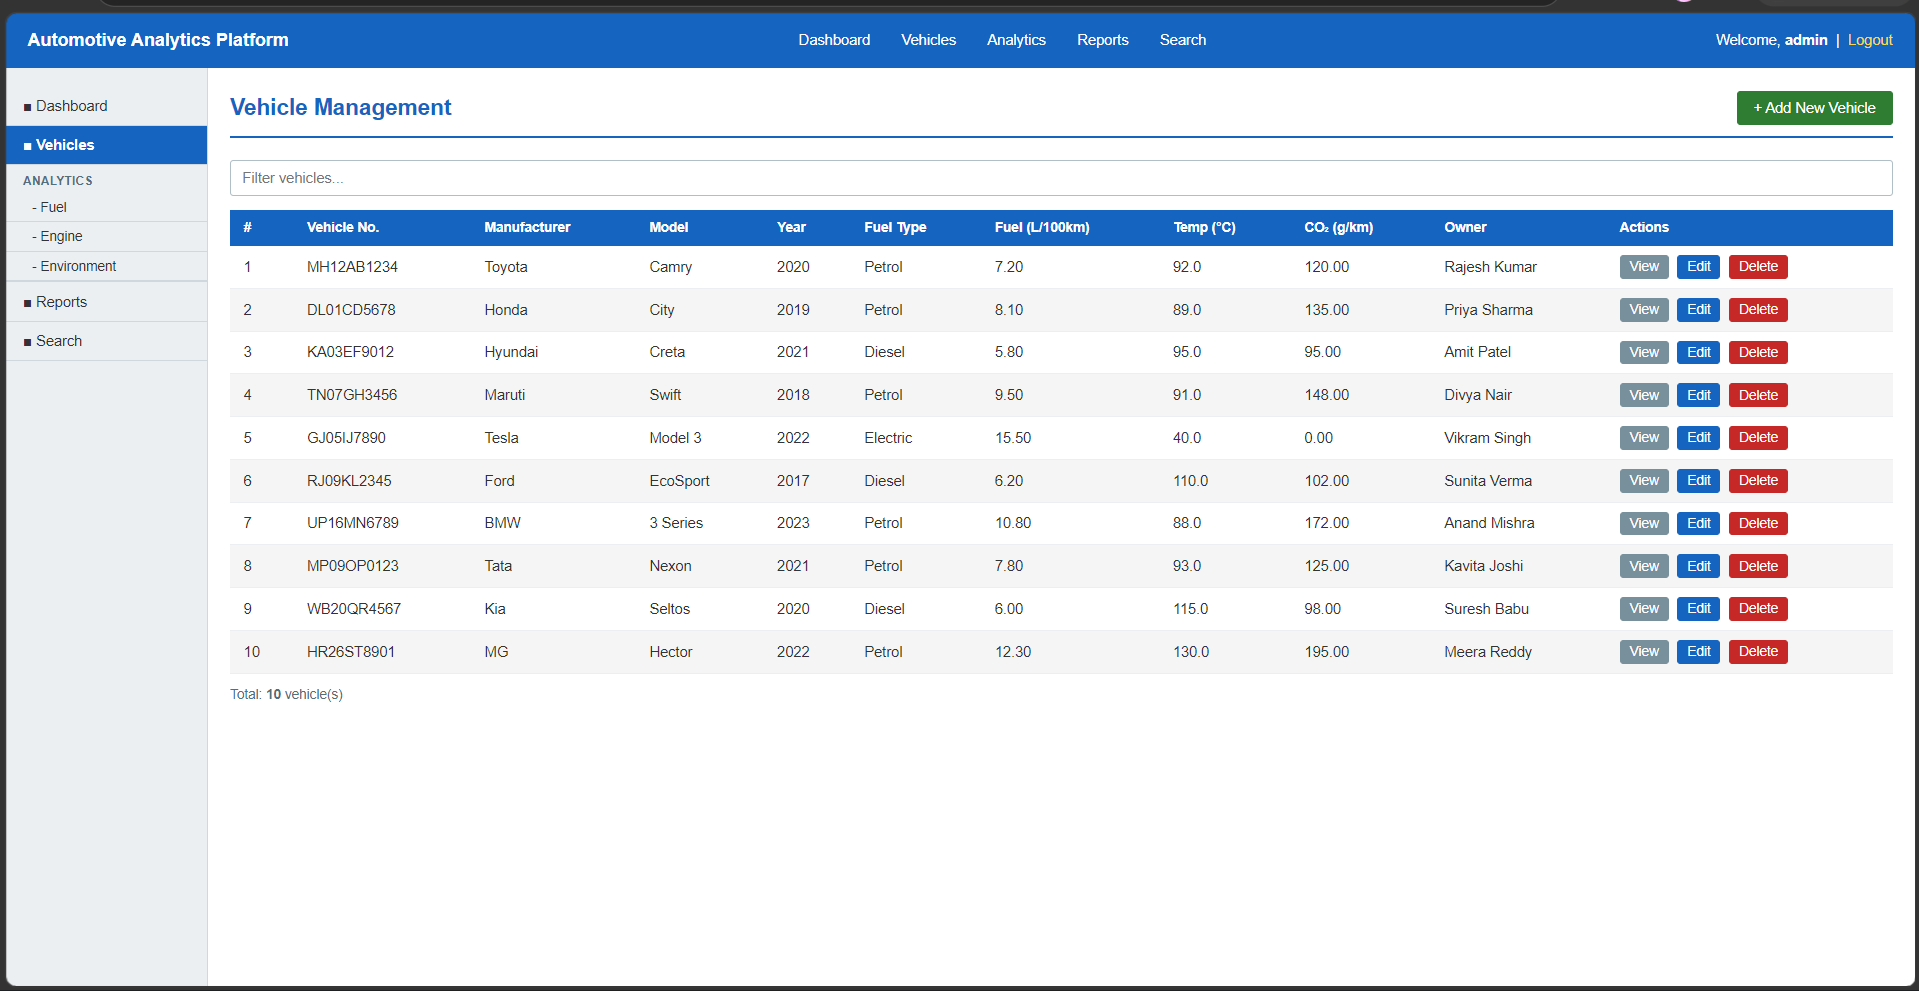 Automotive Analytics Platform Dashboard Vehicles Analytics Reports Search Welcome, admin | Logout
■ Dashboard
■ Vehicles
ANALYTICS
- Fuel
- Engine
- Environment
■ Reports
■ Search
Vehicle Management + Add New Vehicle
Filter vehicles...
# Vehicle No. Manufacturer Model Year Fuel Type Fuel (L/100km) Temp (°C) CO₂ (g/km) Owner Actions
1 MH12AB1234 Toyota Camry 2020 Petrol 7.20 92.0 120.00 Rajesh Kumar View Edit Delete
2 DL01CD5678 Honda City 2019 Petrol 8.10 89.0 135.00 Priya Sharma View Edit Delete
3 KA03EF9012 Hyundai Creta 2021 Diesel 5.80 95.0 95.00 Amit Patel View Edit Delete
4 TN07GH3456 Maruti Swift 2018 Petrol 9.50 91.0 148.00 Divya Nair View Edit Delete
5 GJ05IJ7890 Tesla Model 3 2022 Electric 15.50 40.0 0.00 Vikram Singh View Edit Delete
6 RJ09KL2345 Ford EcoSport 2017 Diesel 6.20 110.0 102.00 Sunita Verma View Edit Delete
7 UP16MN6789 BMW 3 Series 2023 Petrol 10.80 88.0 172.00 Anand Mishra View Edit Delete
8 MP09OP0123 Tata Nexon 2021 Petrol 7.80 93.0 125.00 Kavita Joshi View Edit Delete
9 WB20QR4567 Kia Seltos 2020 Diesel 6.00 115.0 98.00 Suresh Babu View Edit Delete
10 HR26ST8901 MG Hector 2022 Petrol 12.30 130.0 195.00 Meera Reddy View Edit Delete
Total: 10 vehicle(s)